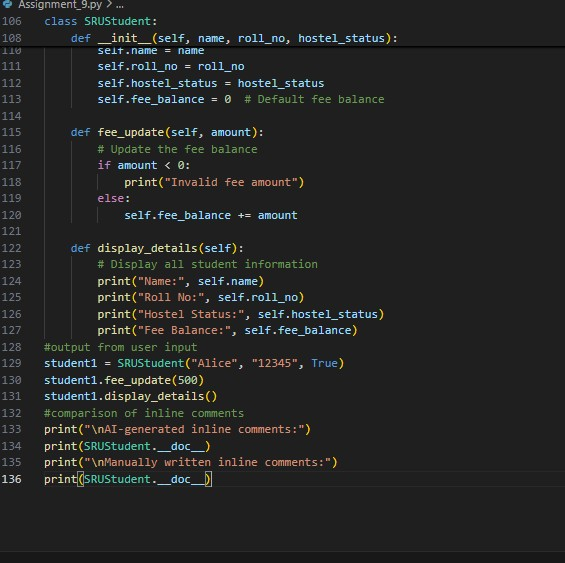 Assignment_9.py > ...
106 class SRUStudent:
108     def __init__(self, name, roll_no, hostel_status):
110         self.name = name
111         self.roll_no = roll_no
112         self.hostel_status = hostel_status
113         self.fee_balance = 0  # Default fee balance
114
115     def fee_update(self, amount):
116         # Update the fee balance
117         if amount < 0:
118             print("Invalid fee amount")
119         else:
120             self.fee_balance += amount
121
122     def display_details(self):
123         # Display all student information
124         print("Name:", self.name)
125         print("Roll No:", self.roll_no)
126         print("Hostel Status:", self.hostel_status)
127         print("Fee Balance:", self.fee_balance)
128 #output from user input
129 student1 = SRUStudent("Alice", "12345", True)
130 student1.fee_update(500)
131 student1.display_details()
132 #comparison of inline comments
133 print("\nAI-generated inline comments:")
134 print(SRUStudent.__doc__)
135 print("\nManually written inline comments:")
136 print(SRUStudent.__doc__)